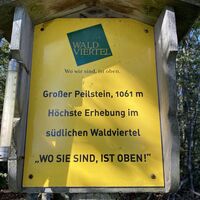 WALD
VIERTEL
Wo wir sind, ist oben.
Großer Peilstein, 1061 m
Höchste Erhebung im
südlichen Waldviertel
„WO SIE SIND, IST OBEN!"